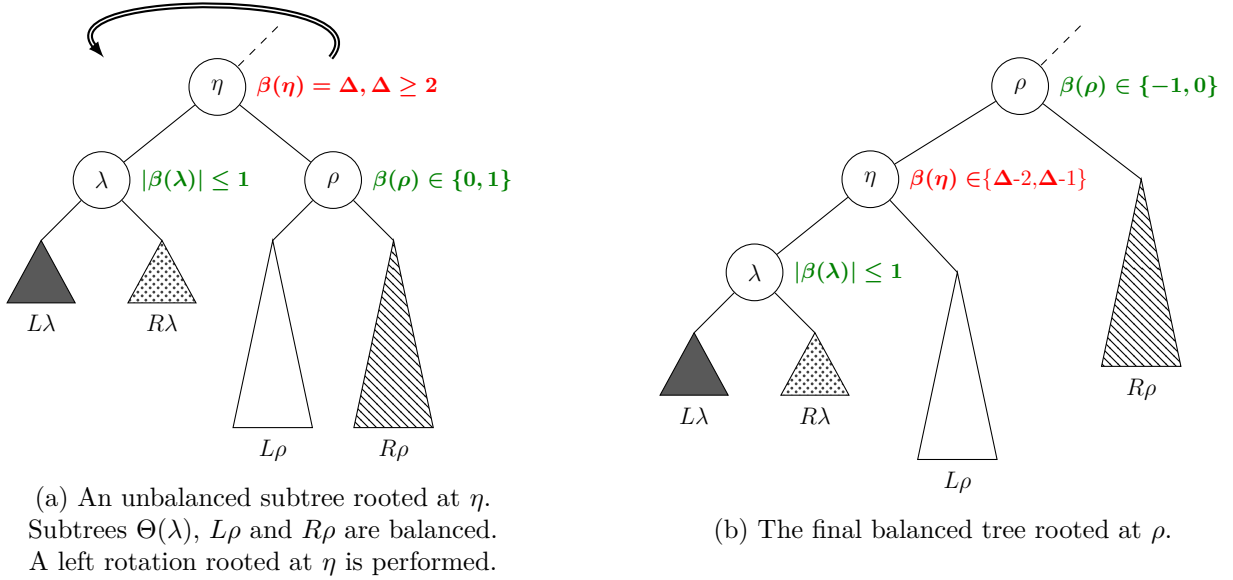 η
β(η) = Δ, Δ ≥ 2
λ
|β(λ)| ≤ 1
ρ
β(ρ) ∈ {0, 1}
Lλ
Rλ
Lρ
Rρ
(a) An unbalanced subtree rooted at η.
Subtrees Θ(λ), Lρ and Rρ are balanced.
A left rotation rooted at η is performed.
ρ
β(ρ) ∈ {−1, 0}
η
β(η) ∈{Δ-2,Δ-1}
λ
|β(λ)| ≤ 1
Lλ
Rλ
Lρ
Rρ
(b) The final balanced tree rooted at ρ.